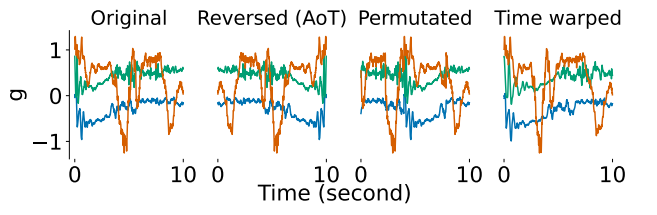 Original Reversed (AoT) Permutated Time warped
g
1
0
−1
0 10 0 10 0 10 0 10
Time (second)